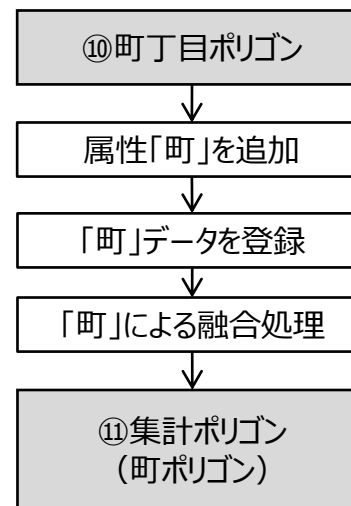 ⑩町丁目ポリゴン
属性「町」を追加
「町」データを登録
「町」による融合処理
⑪集計ポリゴン
（町ポリゴン）